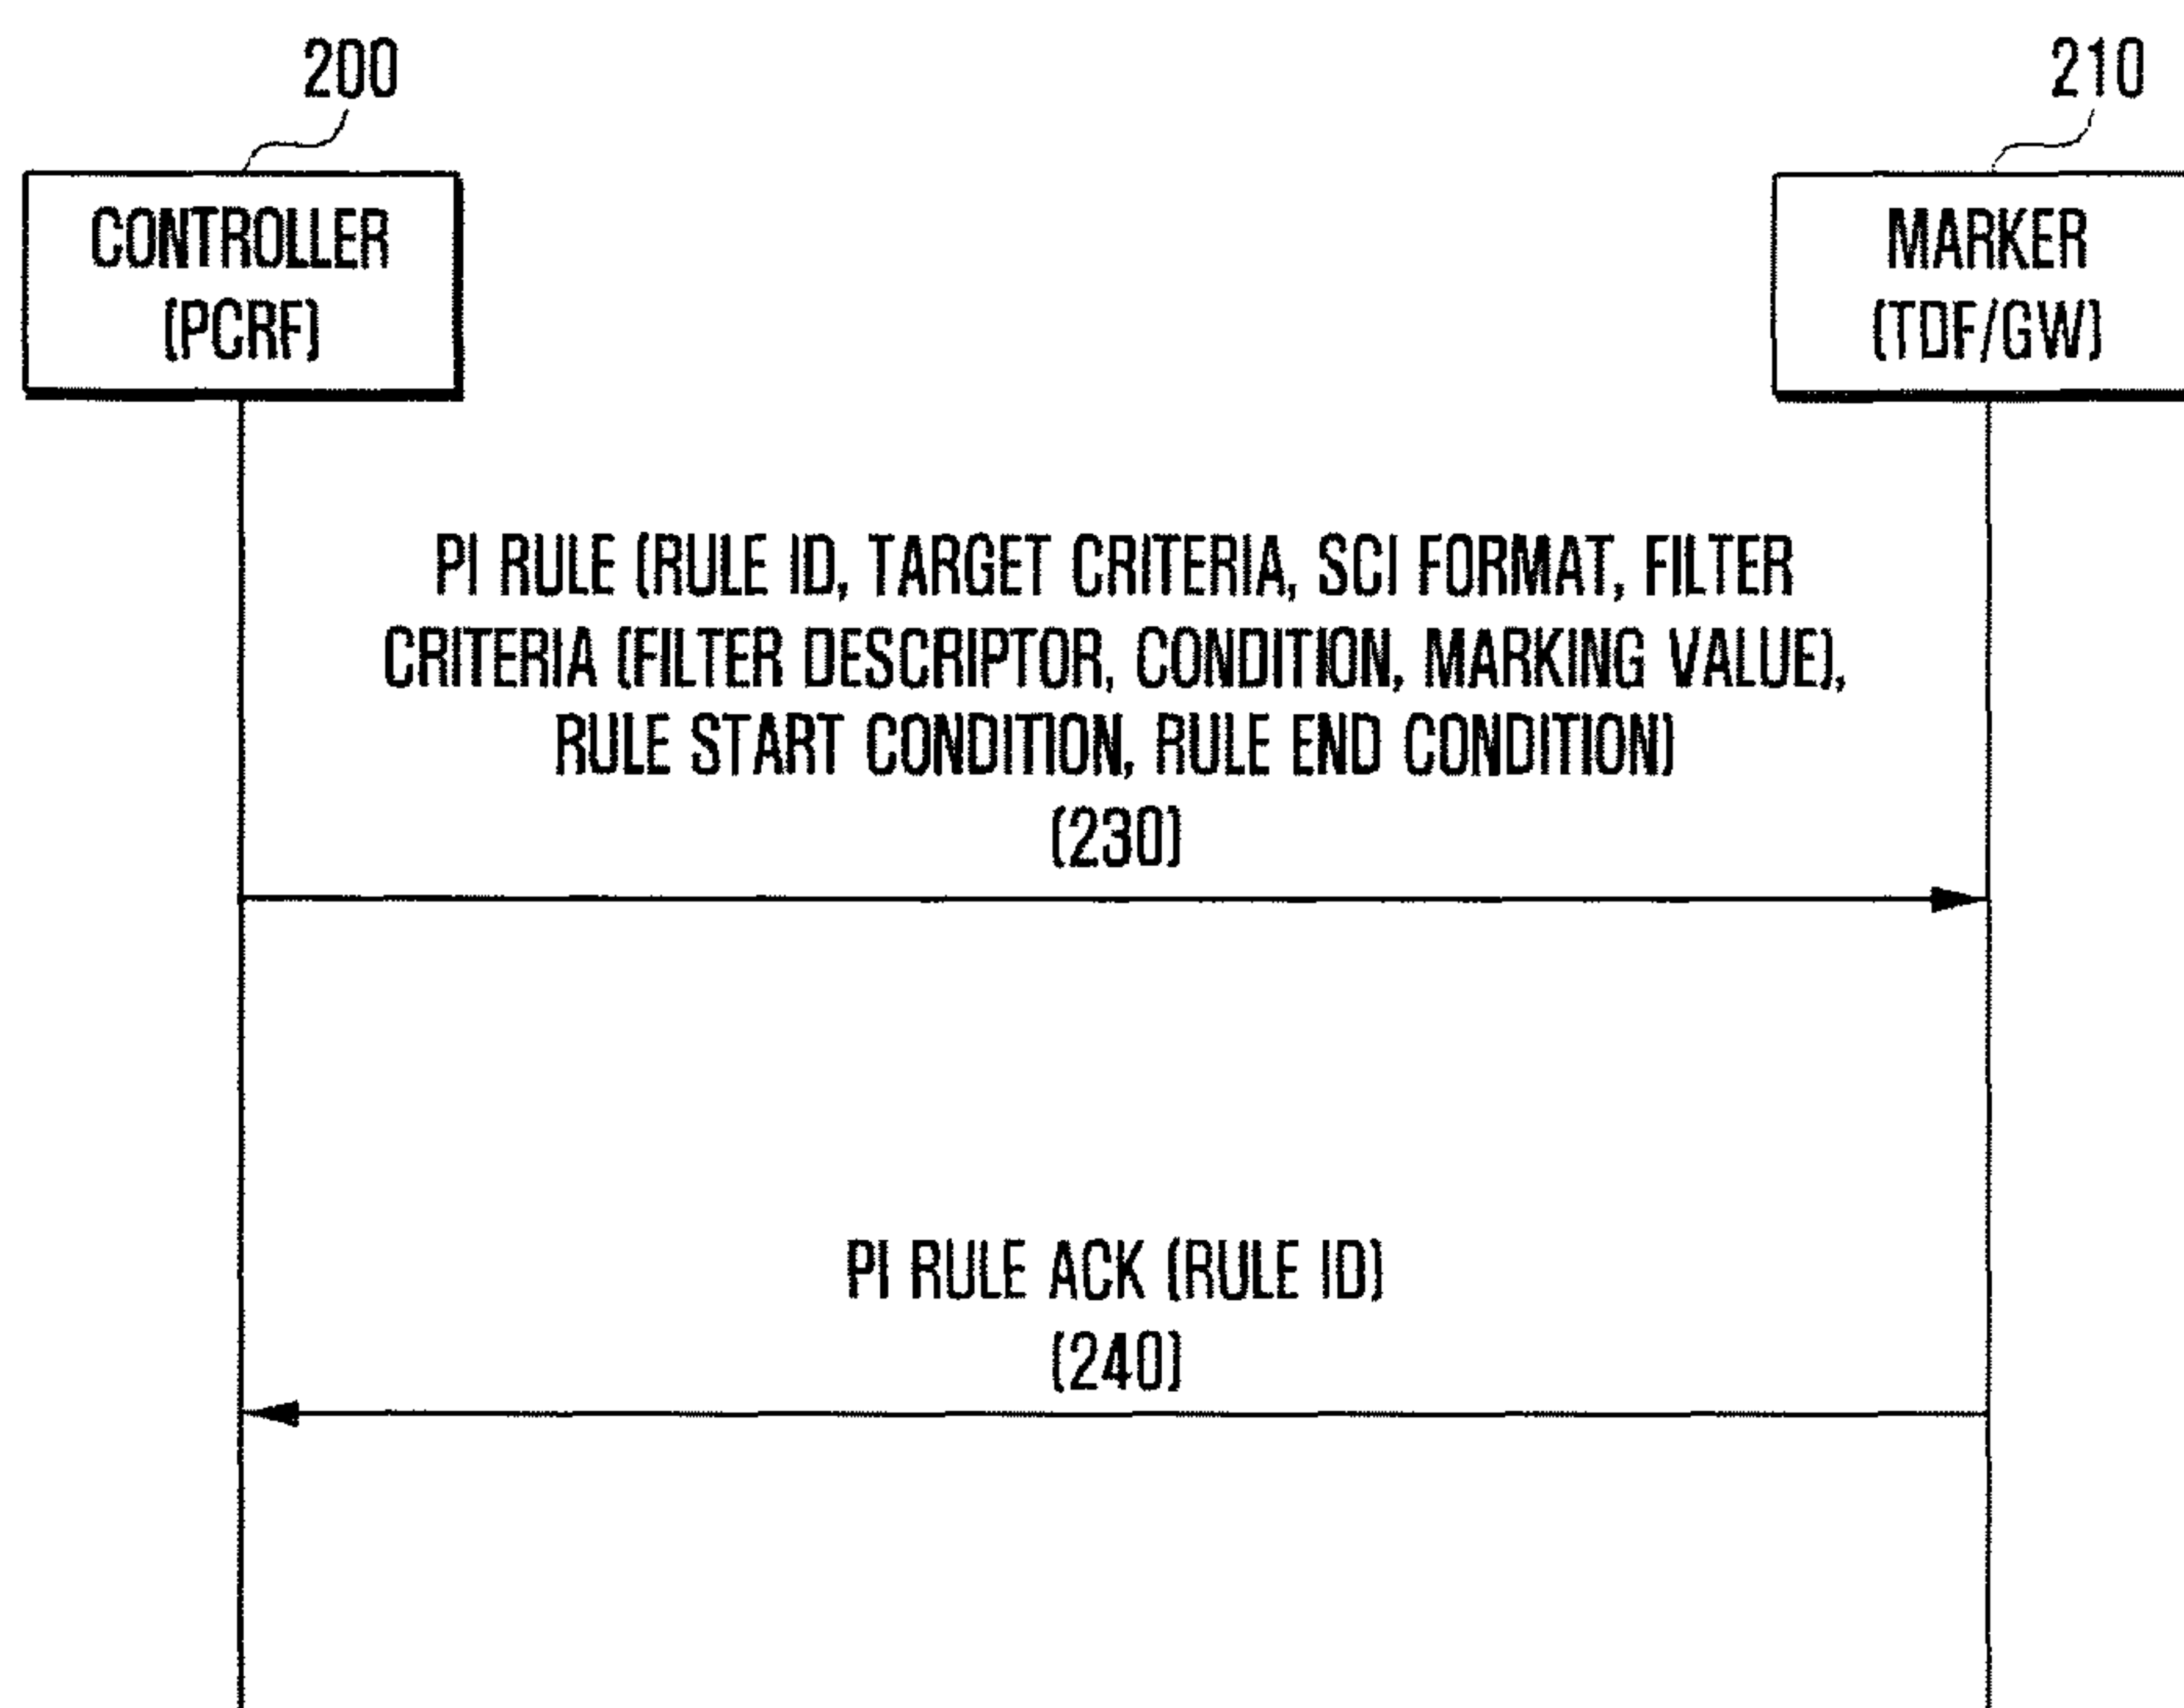 200
210
CONTROLLER
(PCRF)
MARKER
(TDF/GW)
PI RULE (RULE ID, TARGET CRITERIA, SCI FORMAT, FILTER
CRITERIA (FILTER DESCRIPTOR, CONDITION, MARKING VALUE),
RULE START CONDITION, RULE END CONDITION)
(230)
PI RULE ACK (RULE ID)
(240)